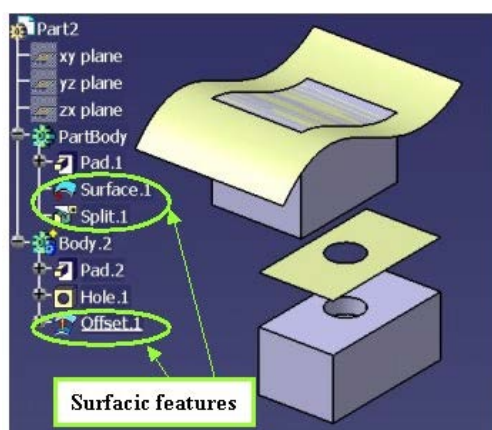 Part2
xy plane
yz plane
zx plane
PartBody
Pad.1
Surface.1
Split.1
Body.2
Pad.2
Hole.1
Offset.1
Surfacic features